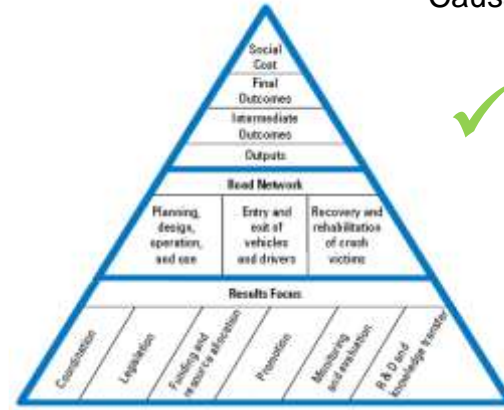 Caus
Social
Cost
Final
Outcomes
Intermediate
Outcomes
Outputs
Road Network
Planning,
design,
operation,
and use
Entry and
exit of
vehicles
and drivers
Recovery and
rehabilitation
of crash
victims
Results Focus
Coordination
Legislation
Funding and
resource allocation
Promotion
Monitoring
and evaluation
R & D and
knowledge transfer